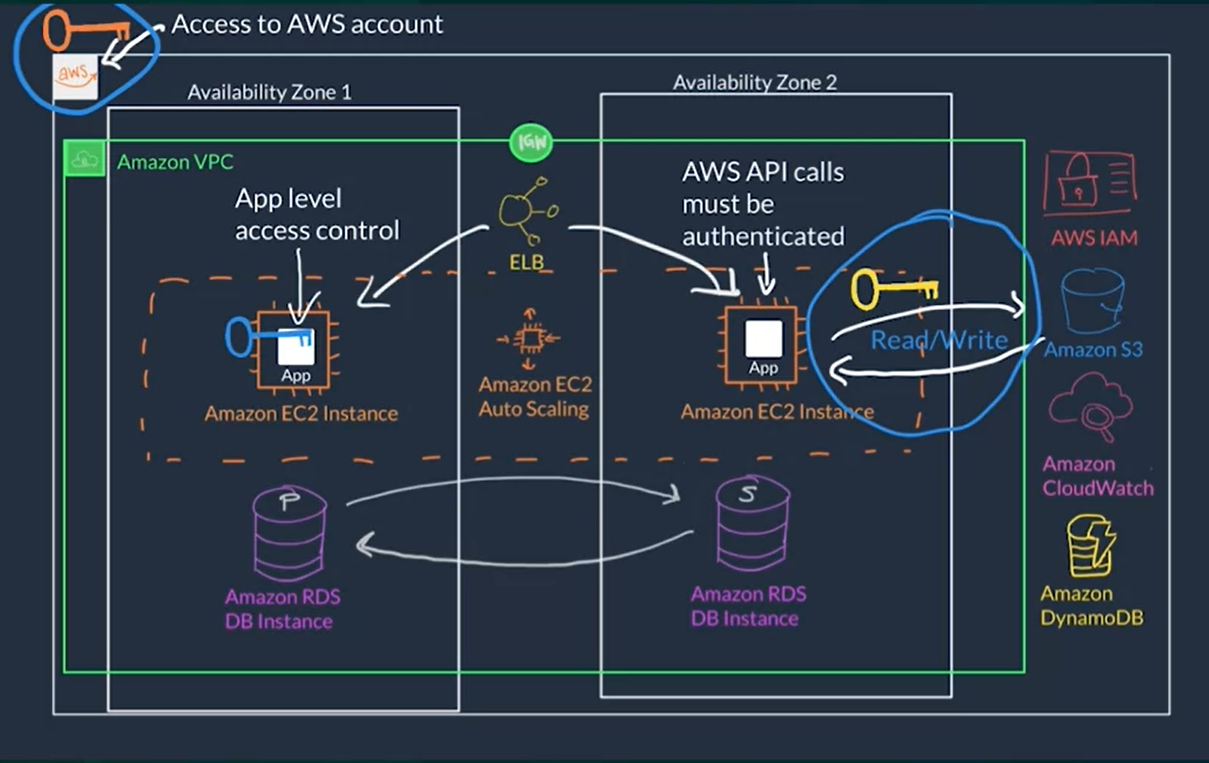 Access to AWS account
aws
Availability Zone 1
Availability Zone 2
IGW
Amazon VPC
App level
access control
ELB
AWS API calls
must be
authenticated
AWS IAM
Read/Write
Amazon S3
App
App
Amazon EC2 Instance
Amazon EC2
Auto Scaling
Amazon EC2 Instance
Amazon
CloudWatch
P
S
Amazon RDS
DB Instance
Amazon RDS
DB Instance
Amazon
DynamoDB